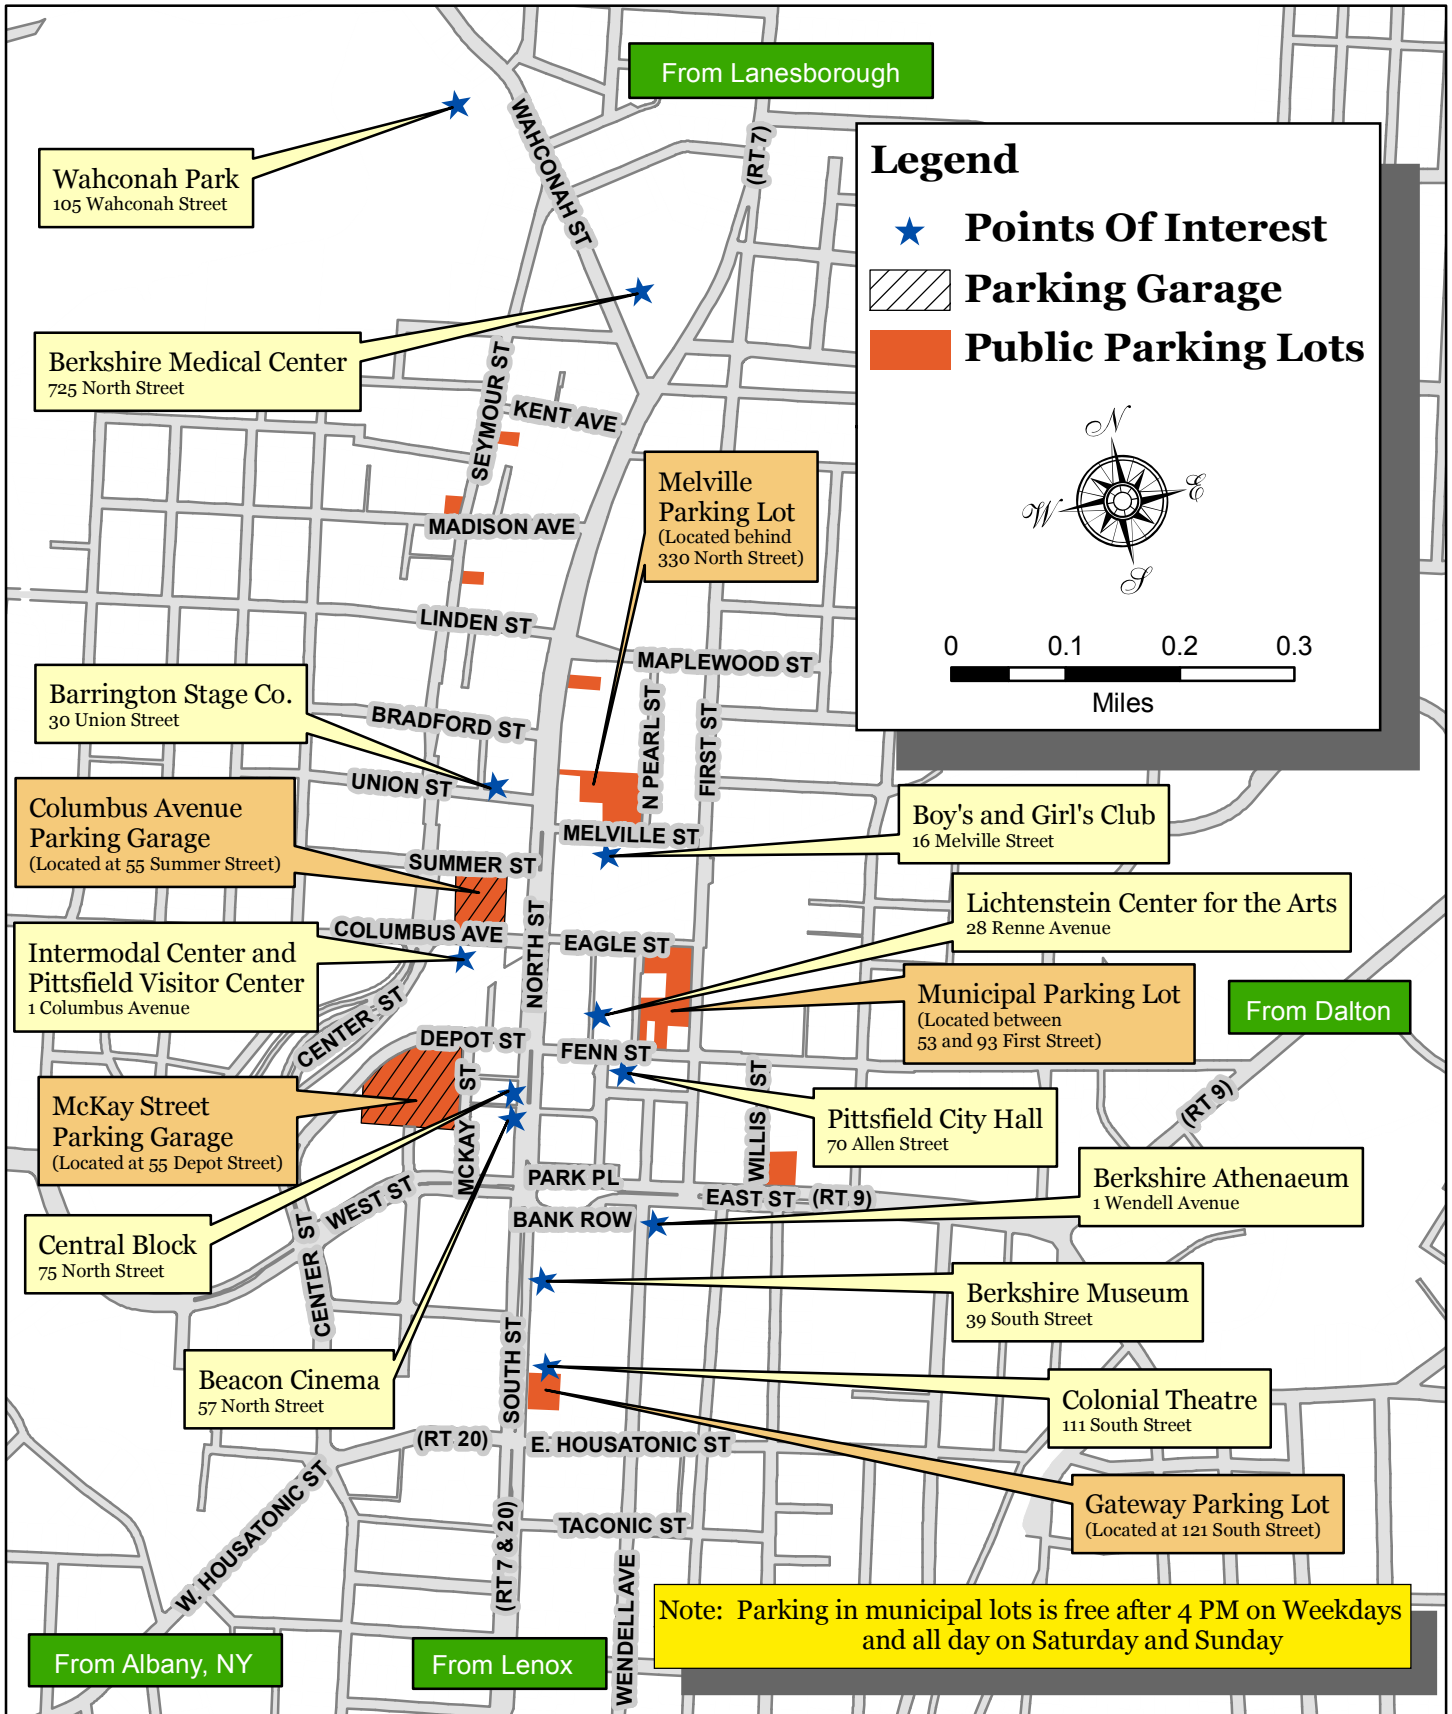 From Lanesborough
WAHCONAH ST
(RT 7)
Wahconah Park
105 Wahconah Street
Legend
Points Of Interest
Parking Garage
Public Parking Lots
N
E
W
S
0 0.1 0.2 0.3
Miles
Berkshire Medical Center
725 North Street
SEYMOUR ST
KENT AVE
Melville
Parking Lot
(Located behind
330 North Street)
MADISON AVE
LINDEN ST
MAPLEWOOD ST
Barrington Stage Co.
30 Union Street
BRADFORD ST
N PEARL ST
FIRST ST
UNION ST
Columbus Avenue
Parking Garage
(Located at 55 Summer Street)
MELVILLE ST
Boy's and Girl's Club
16 Melville Street
SUMMER ST
Lichtenstein Center for the Arts
28 Renne Avenue
COLUMBUS AVE
NORTH ST
EAGLE ST
Intermodal Center and
Pittsfield Visitor Center
1 Columbus Avenue
Municipal Parking Lot
(Located between
53 and 93 First Street)
From Dalton
CENTER ST
DEPOT ST
FENN ST
McKay Street
Parking Garage
(Located at 55 Depot Street)
MCKAY ST
WILLIS ST
Pittsfield City Hall
70 Allen Street
(RT 9)
PARK PL
EAST ST
(RT 9)
Berkshire Athenaeum
1 Wendell Avenue
WEST ST
BANK ROW
Central Block
75 North Street
CENTER ST
Berkshire Museum
39 South Street
SOUTH ST
Beacon Cinema
57 North Street
Colonial Theatre
111 South Street
(RT 20)
E. HOUSATONIC ST
W. HOUSATONIC ST
Gateway Parking Lot
(Located at 121 South Street)
(RT 7 & 20)
TACONIC ST
WENDELL AVE
Note: Parking in municipal lots is free after 4 PM on Weekdays
and all day on Saturday and Sunday
From Albany, NY
From Lenox